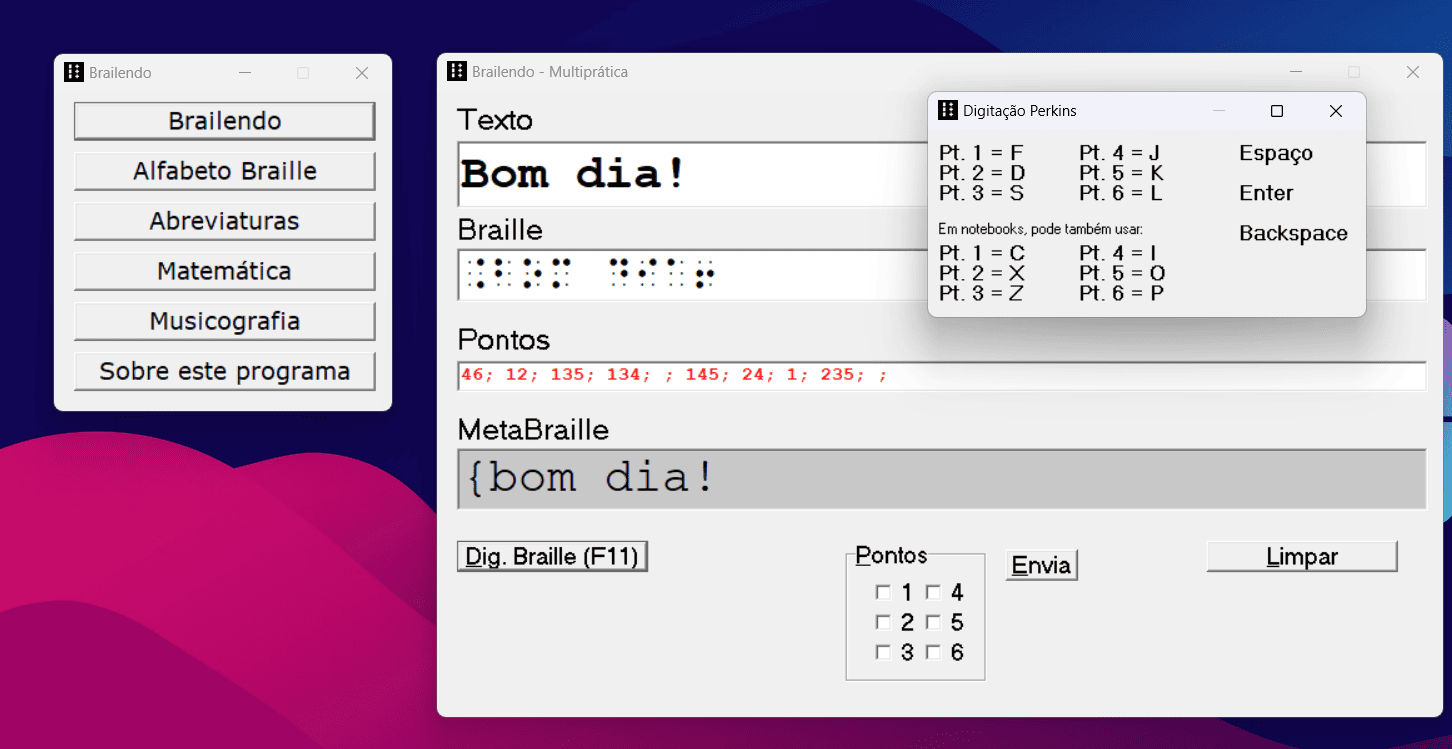 Brailendo
Brailendo
Alfabeto Braille
Abreviaturas
Matemática
Musicografia
Sobre este programa
Brailendo - Multiprática
Texto
Bom dia!
Braille
⠨⠃⠕⠍ ⠙⠊⠁⠖
Pontos
46; 12; 135; 134; ; 145; 24; 1; 235; ;
MetaBraille
{bom dia!
Dig. Braille (F11)
Pontos
1 4
2 5
3 6
Envia
Limpar
Digitação Perkins
Pt. 1 = F Pt. 4 = J Espaço
Pt. 2 = D Pt. 5 = K
Pt. 3 = S Pt. 6 = L Enter
Em notebooks, pode também usar: Backspace
Pt. 1 = C Pt. 4 = I
Pt. 2 = X Pt. 5 = O
Pt. 3 = Z Pt. 6 = P